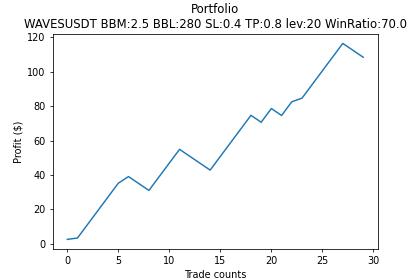 Portfolio
WAVESUSDT BBM:2.5 BBL:280 SL:0.4 TP:0.8 lev:20 WinRatio:70.0
120
100
80
60
40
20
0
Profit ($)
0 5 10 15 20 25 30
Trade counts